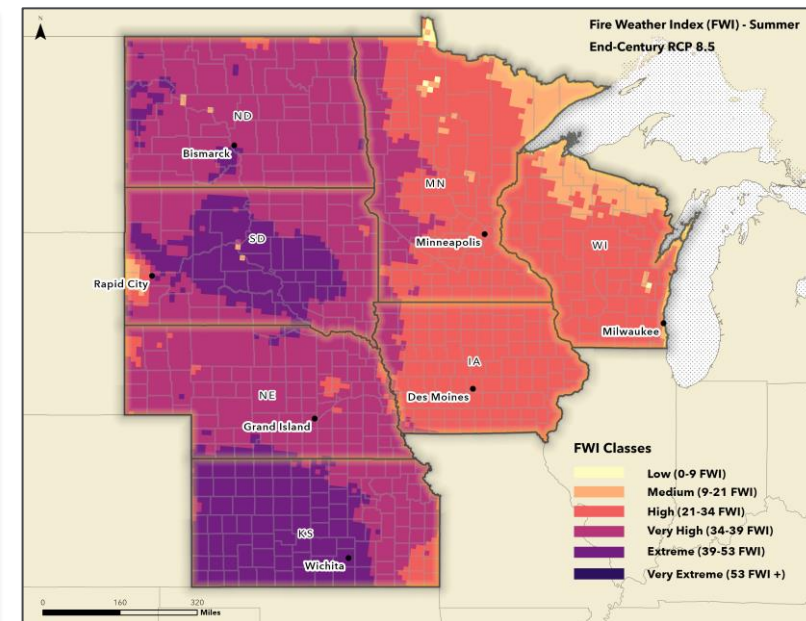 N
Fire Weather Index (FWI) - Summer
End-Century RCP 8.5
ND
Bismarck
MN
SD
Minneapolis
WI
Rapid City
Milwaukee
IA
NE
Des Moines
Grand Island
FWI Classes
Low (0-9 FWI)
Medium (9-21 FWI)
High (21-34 FWI)
Very High (34-39 FWI)
KS
Extreme (39-53 FWI)
Wichita
Very Extreme (53 FWI +)
0 160 320
Miles